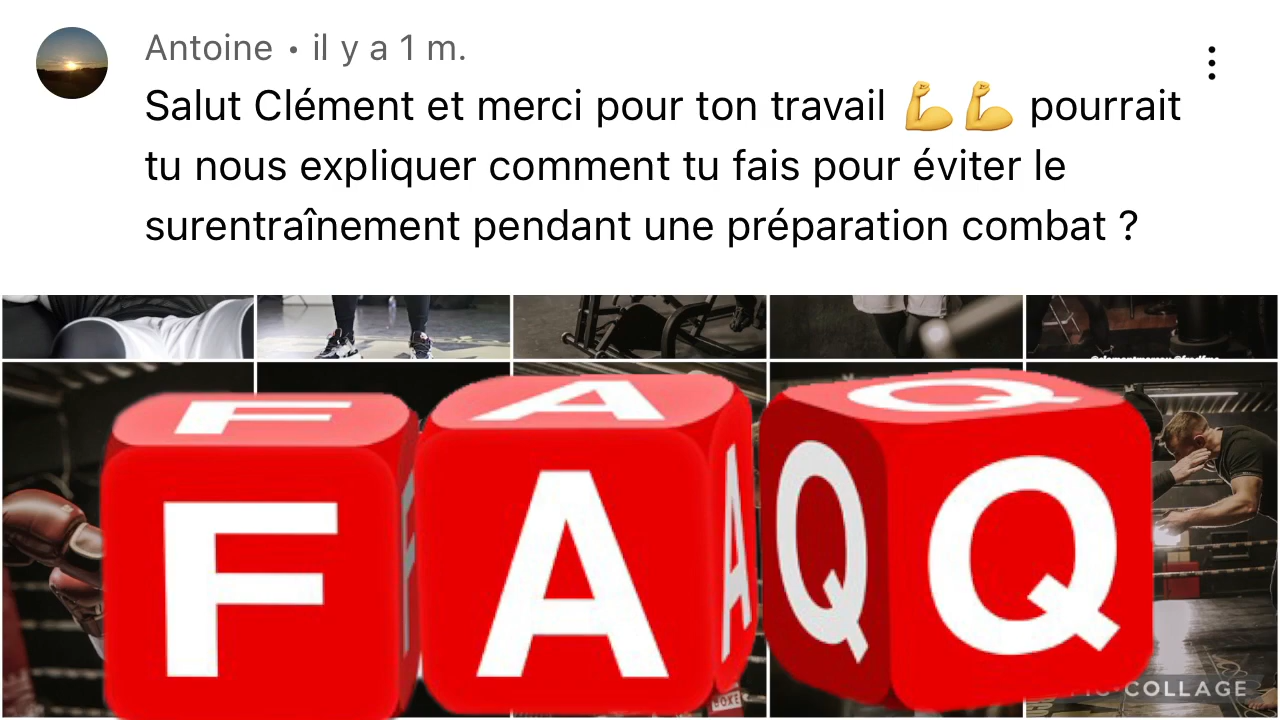 Antoine • il y a 1 m.
Salut Clément et merci pour ton travail 💪💪 pourrait
tu nous expliquer comment tu fais pour éviter le
surentraînement pendant une préparation combat ?
F A Q
F F A A Q Q
COLLAGE